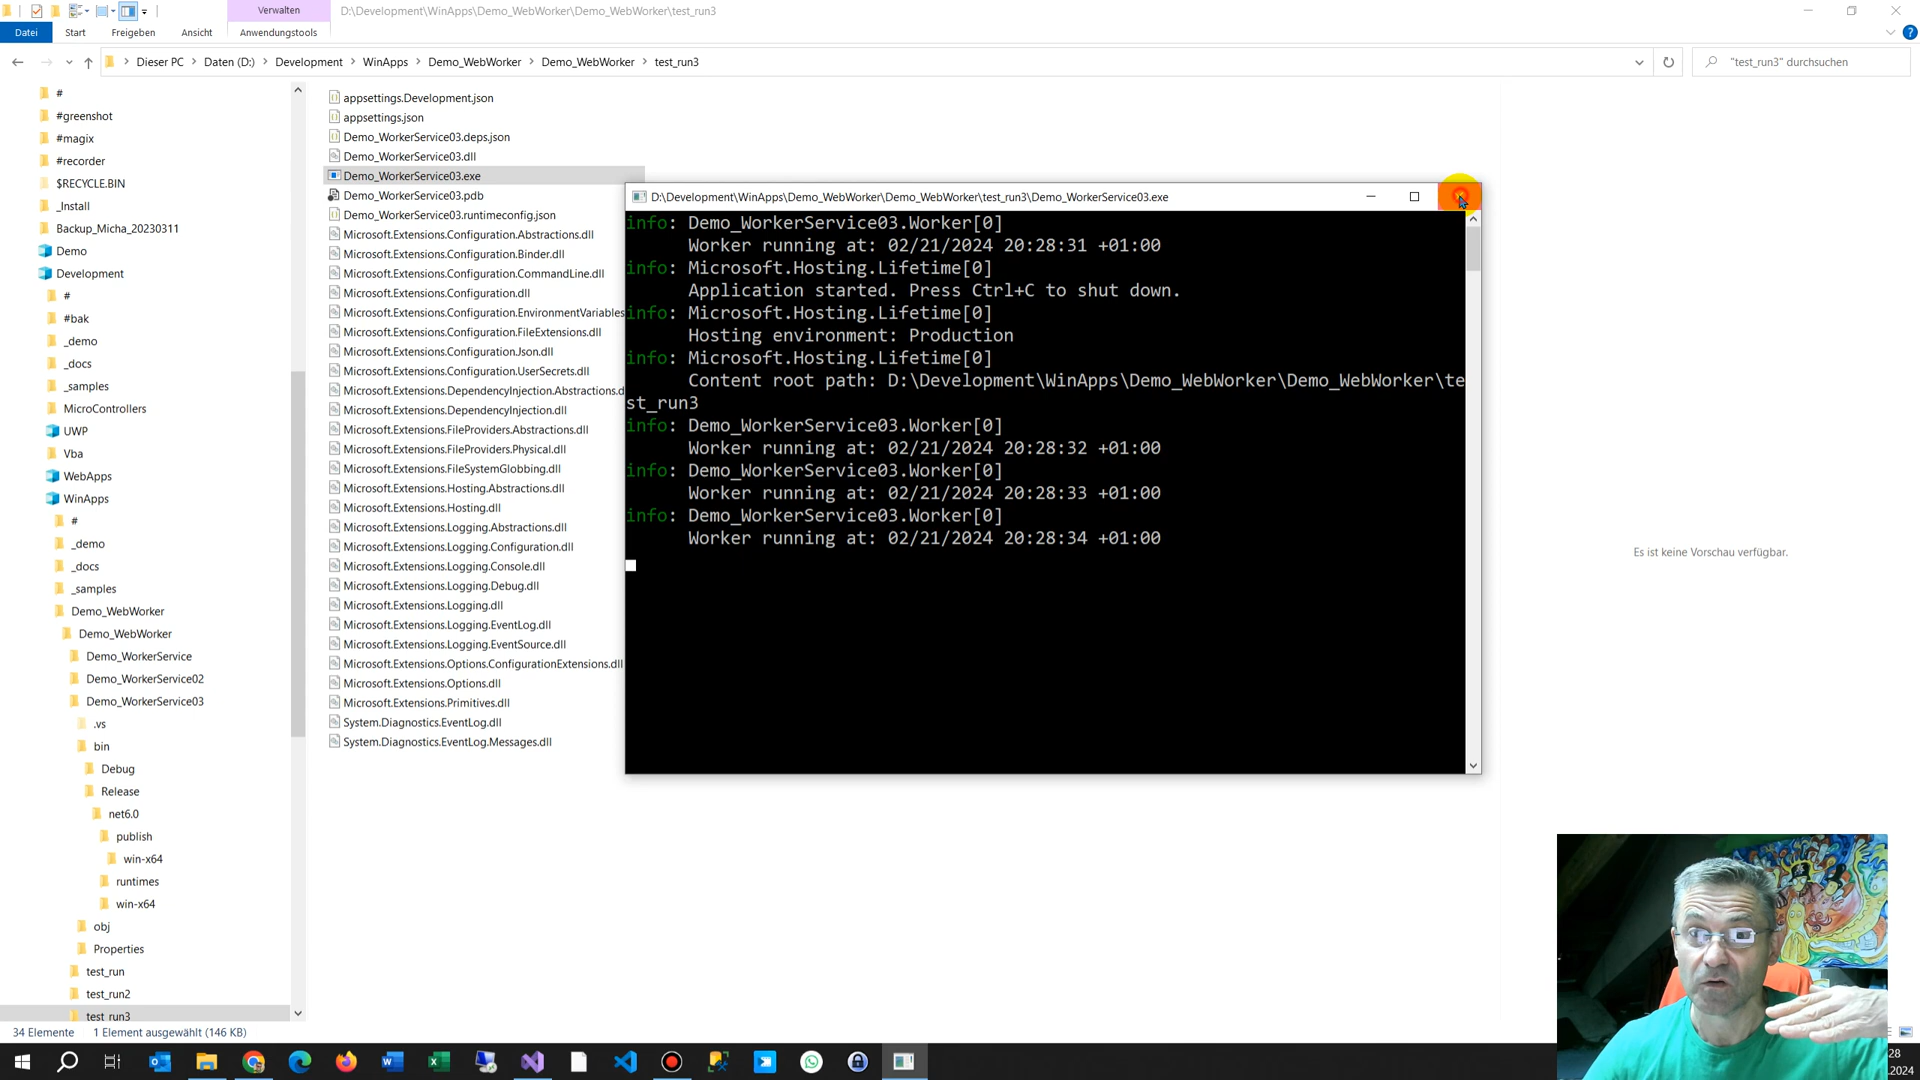 Verwalten
D:\Development\WinApps\Demo_WebWorker\Demo_WebWorker\test_run3
Datei
Start
Freigeben
Ansicht
Anwendungstools
Dieser PC
Daten (D:)
Development
WinApps
Demo_WebWorker
Demo_WebWorker
test_run3
"test_run3" durchsuchen
#
#greenshot
#magix
#recorder
$RECYCLE.BIN
_Install
Backup_Micha_20230311
Demo
Development
#
#bak
_demo
_docs
_samples
MicroControllers
UWP
Vba
WebApps
WinApps
#
_demo
_docs
_samples
Demo_WebWorker
Demo_WebWorker
Demo_WorkerService
Demo_WorkerService02
Demo_WorkerService03
.vs
bin
Debug
Release
net6.0
publish
win-x64
runtimes
win-x64
obj
Properties
test_run
test_run2
test_run3
appsettings.Development.json
appsettings.json
Demo_WorkerService03.deps.json
Demo_WorkerService03.dll
Demo_WorkerService03.exe
Demo_WorkerService03.pdb
Demo_WorkerService03.runtimeconfig.json
Microsoft.Extensions.Configuration.Abstractions.dll
Microsoft.Extensions.Configuration.Binder.dll
Microsoft.Extensions.Configuration.CommandLine.dll
Microsoft.Extensions.Configuration.dll
Microsoft.Extensions.Configuration.EnvironmentVariables
Microsoft.Extensions.Configuration.FileExtensions.dll
Microsoft.Extensions.Configuration.Json.dll
Microsoft.Extensions.Configuration.UserSecrets.dll
Microsoft.Extensions.DependencyInjection.Abstractions.d
Microsoft.Extensions.DependencyInjection.dll
Microsoft.Extensions.FileProviders.Abstractions.dll
Microsoft.Extensions.FileProviders.Physical.dll
Microsoft.Extensions.FileSystemGlobbing.dll
Microsoft.Extensions.Hosting.Abstractions.dll
Microsoft.Extensions.Hosting.dll
Microsoft.Extensions.Logging.Abstractions.dll
Microsoft.Extensions.Logging.Configuration.dll
Microsoft.Extensions.Logging.Console.dll
Microsoft.Extensions.Logging.Debug.dll
Microsoft.Extensions.Logging.dll
Microsoft.Extensions.Logging.EventLog.dll
Microsoft.Extensions.Logging.EventSource.dll
Microsoft.Extensions.Options.ConfigurationExtensions.dll
Microsoft.Extensions.Options.dll
Microsoft.Extensions.Primitives.dll
System.Diagnostics.EventLog.dll
System.Diagnostics.EventLog.Messages.dll
D:\Development\WinApps\Demo_WebWorker\Demo_WebWorker\test_run3\Demo_WorkerService03.exe
info: Demo_WorkerService03.Worker[0]
Worker running at: 02/21/2024 20:28:31 +01:00
info: Microsoft.Hosting.Lifetime[0]
Application started. Press Ctrl+C to shut down.
info: Microsoft.Hosting.Lifetime[0]
Hosting environment: Production
info: Microsoft.Hosting.Lifetime[0]
Content root path: D:\Development\WinApps\Demo_WebWorker\Demo_WebWorker\te
st_run3
info: Demo_WorkerService03.Worker[0]
Worker running at: 02/21/2024 20:28:32 +01:00
info: Demo_WorkerService03.Worker[0]
Worker running at: 02/21/2024 20:28:33 +01:00
info: Demo_WorkerService03.Worker[0]
Worker running at: 02/21/2024 20:28:34 +01:00
Es ist keine Vorschau verfügbar.
34 Elemente
1 Element ausgewählt (146 KB)
28
.2024